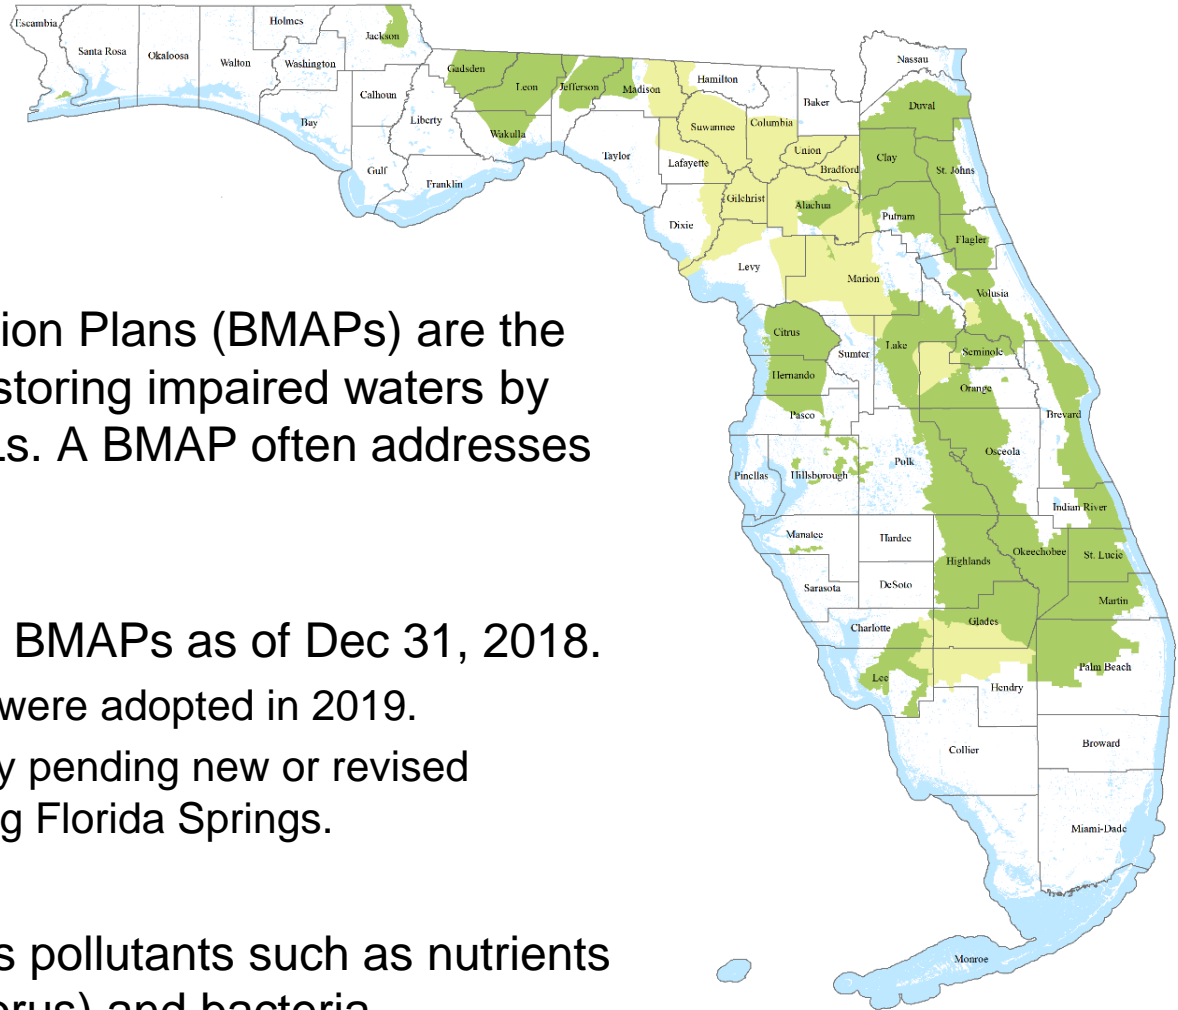 Escambia
Santa Rosa
Okaloosa
Walton
Holmes
Washington
Jackson
Bay
Calhoun
Gulf
Liberty
Franklin
Gadsden
Leon
Wakulla
Jefferson
Madison
Taylor
Hamilton
Suwannee
Lafayette
Dixie
Columbia
Baker
Union
Bradford
Gilchrist
Alachua
Levy
Nassau
Duval
Clay
St. Johns
Putnam
Flagler
Marion
Volusia
Citrus
Hernando
Sumter
Lake
Seminole
Orange
Pasco
Pinellas
Hillsborough
Polk
Osceola
Brevard
Indian River
Manatee
Hardee
Sarasota
DeSoto
Highlands
Okeechobee
St. Lucie
Martin
Charlotte
Glades
Lee
Hendry
Palm Beach
Collier
Broward
Miami-Dade
Monroe
ion Plans (BMAPs) are the
storing impaired waters by
Ls. A BMAP often addresses
BMAPs as of Dec 31, 2018.
were adopted in 2019.
y pending new or revised
g Florida Springs.
s pollutants such as nutrients
orus) and bacteria